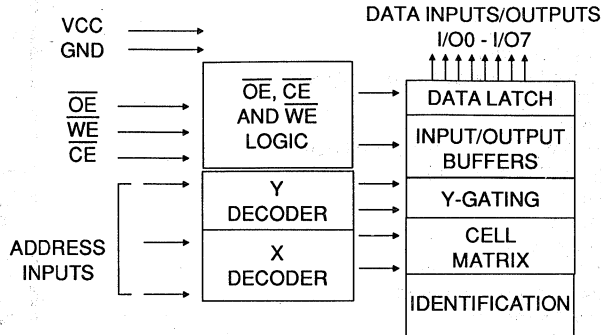 DATA INPUTS/OUTPUTS
I/O0 - I/O7
VCC
GND
OE
WE
CE
OE, CE
AND WE
LOGIC
DATA LATCH
INPUT/OUTPUT
BUFFERS
Y
DECODER
Y-GATING
ADDRESS
INPUTS
X
DECODER
CELL
MATRIX
IDENTIFICATION